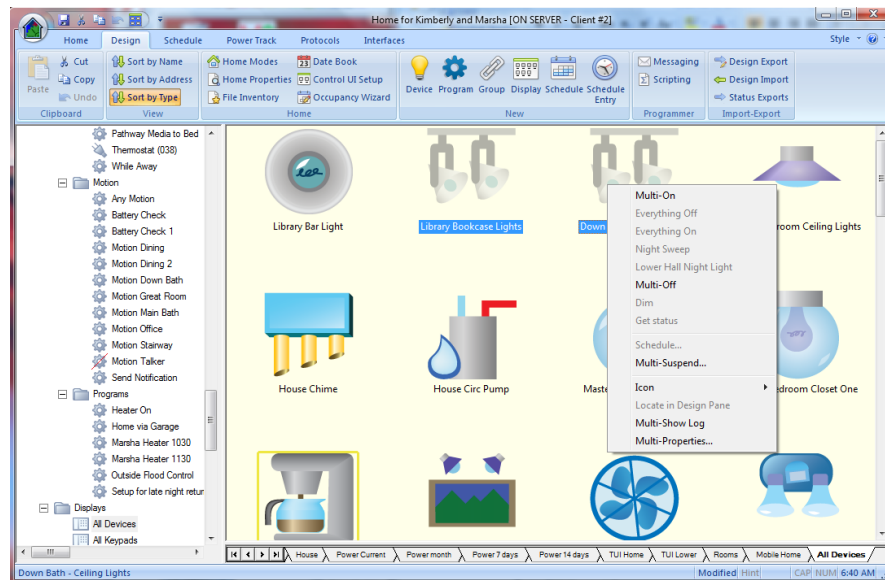 Home for Kimberly and Marsha [ON SERVER - Client #2]
Home Design Schedule Power Track Protocols Interfaces Style
Paste
Cut
Copy
Undo
Clipboard
Sort by Name
Sort by Address
Sort by Type
View
Home Modes
Home Properties
File Inventory
Date Book
Control UI Setup
Occupancy Wizard
Home
Device Program Group Display Schedule Schedule
Entry
New
Messaging
Scripting
Programmer
Design Export
Design Import
Status Exports
Import-Export
Pathway Media to Bed
Thermostat (038)
While Away
Motion
Any Motion
Battery Check
Battery Check 1
Motion Dining
Motion Dining 2
Motion Down Bath
Motion Great Room
Motion Main Bath
Motion Office
Motion Stairway
Motion Talker
Send Notification
Programs
Heater On
Home via Garage
Marsha Heater 1030
Marsha Heater 1130
Outside Flood Control
Setup for late night retur
Displays
All Devices
All Keypads
Library Bar Light
Library Bookcase Lights
Down
room Ceiling Lights
House Chime
House Circ Pump
Maste
droom Closet One
Multi-On
Everything Off
Everything On
Night Sweep
Lower Hall Night Light
Multi-Off
Dim
Get status
Schedule...
Multi-Suspend...
Icon
Locate in Design Pane
Multi-Show Log
Multi-Properties...
House Power Current Power month Power 7 days Power 14 days TUI Home TUI Lower Rooms Mobile Home All Devices
Down Bath - Ceiling Lights Modified Hint CAP NUM 6:40 AM